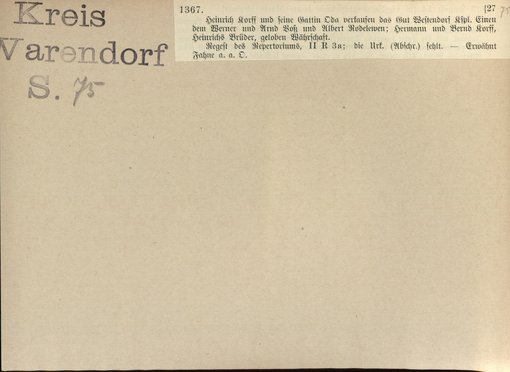 Kreis
Warendorf
S. 75
1367. [27 75
Heinrich Korff und seine Gattin Oda verkaufen das Gut Westendorf Kspl. Einen
dem Werner und Arnd Voß und Albert Rodeleven; Hermann und Bernd Korff,
Heinrichs Brüder, geloben Währschaft.
Regest des Repertoriums, II R 3a; die Urk. (Abschr.) fehlt. — Erwähnt
Fahne a. a. O.